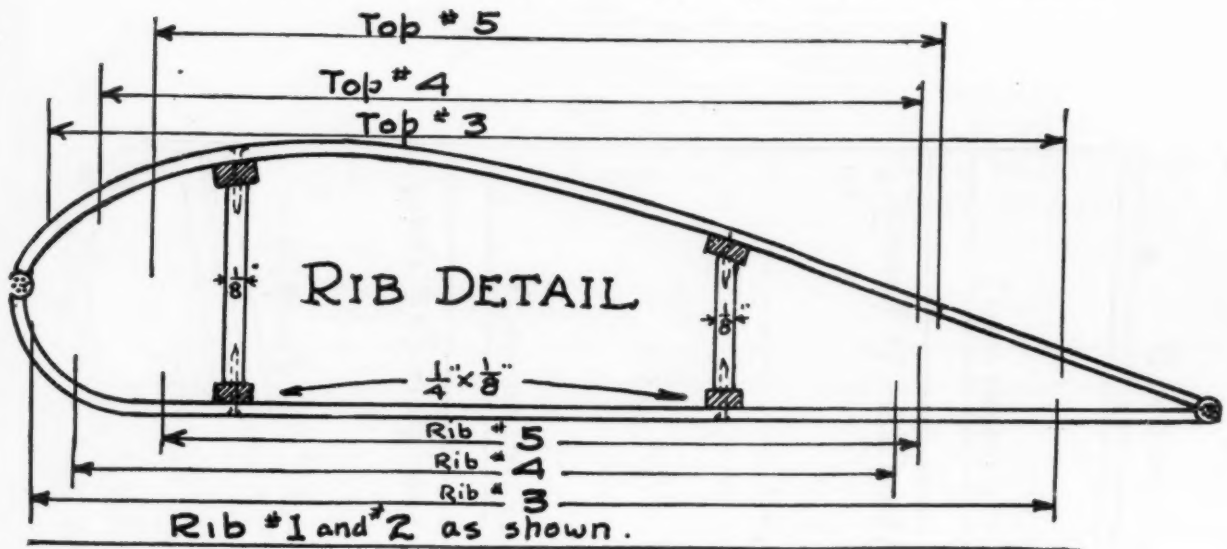 Top # 5
Top # 4
Top # 3
1/8"
RIB DETAIL
1/8"
1/4" x 1/8"
Rib # 5
Rib # 4
Rib # 3
Rib #1 and #2 as shown.